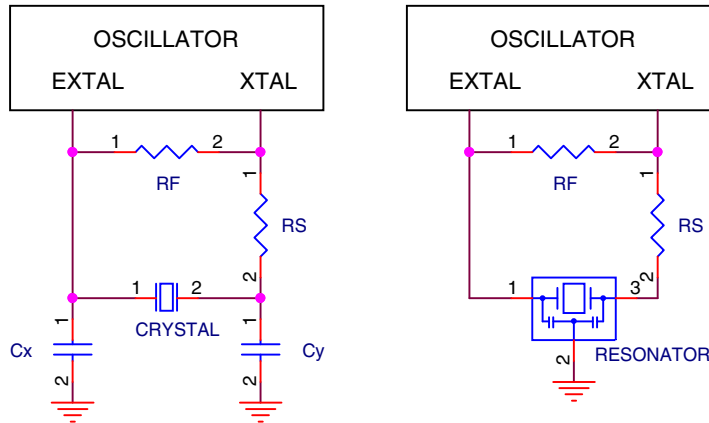 OSCILLATOR
EXTAL
XTAL
1
2
RF
1
RS
2
1
2
CRYSTAL
1
Cx
2
1
Cy
2
OSCILLATOR
EXTAL
XTAL
1
2
RF
1
RS
2
1
3
2
RESONATOR